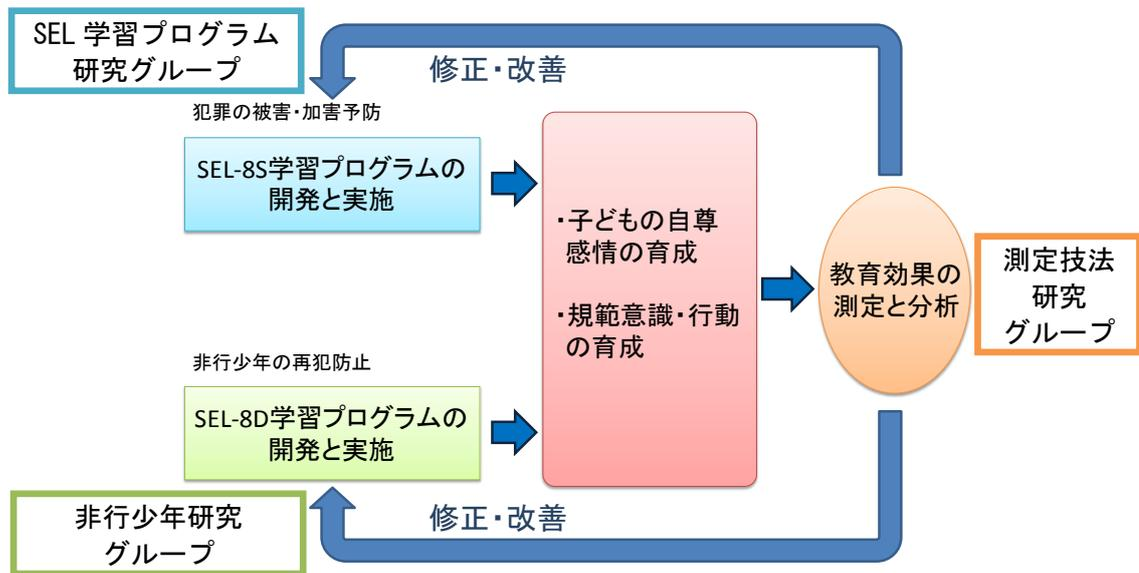 SEL 学習プログラム
研究グループ
修正・改善
犯罪の被害・加害予防
SEL-8S学習プログラムの
開発と実施
・子どもの自尊
感情の育成
・規範意識・行動
の育成
教育効果の
測定と分析
測定技法
研究
グループ
非行少年の再犯防止
SEL-8D学習プログラムの
開発と実施
非行少年研究
グループ
修正・改善